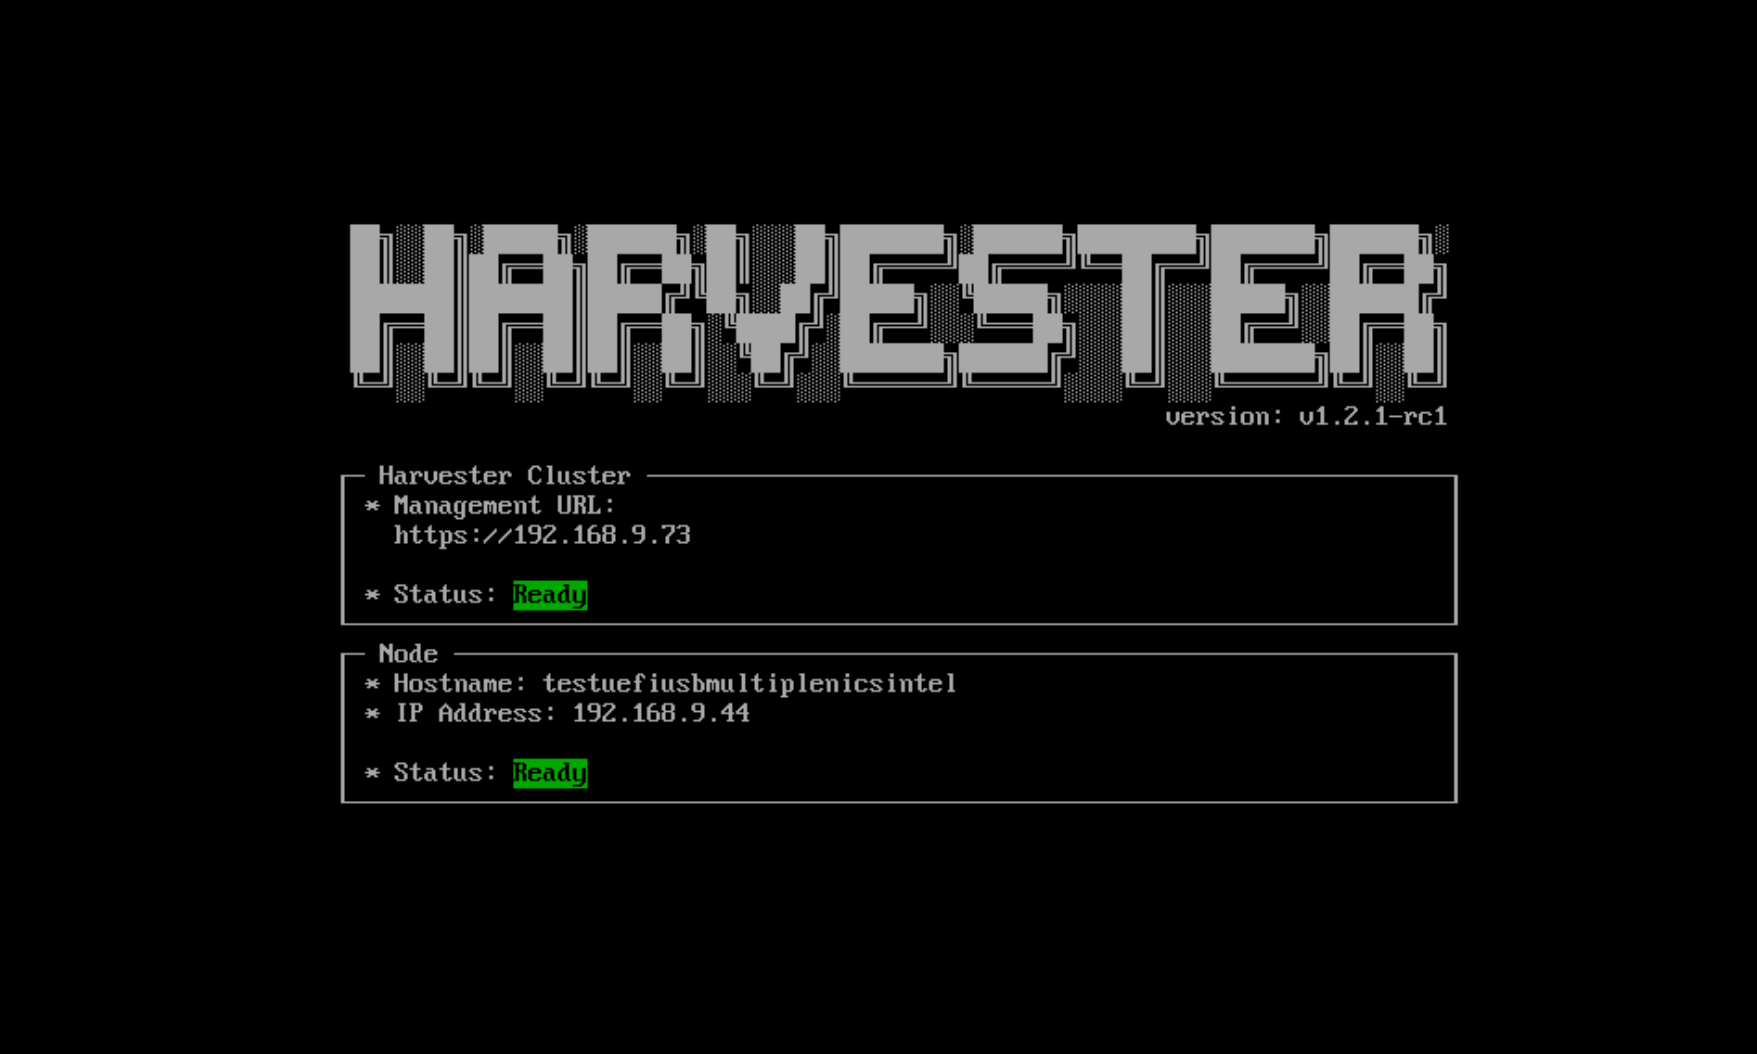 HARVESTER
version: v1.2.1-rc1
Harvester Cluster
* Management URL:
https://192.168.9.73
* Status: Ready
Node
* Hostname: testuefiusbmultiplenicsintel
* IP Address: 192.168.9.44
* Status: Ready